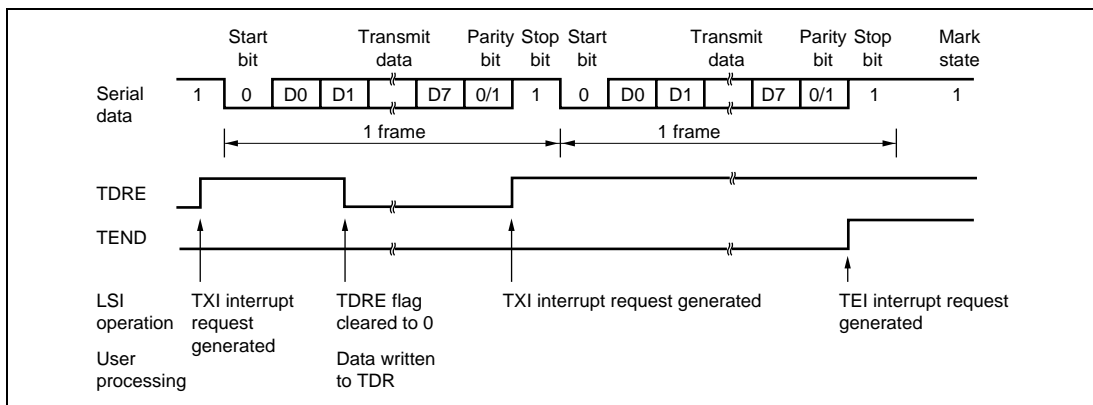 Start bit
Transmit data
Parity bit
Stop bit
Start bit
Transmit data
Parity bit
Stop bit
Mark state
Serial data
1 0 D0 D1 D7 0/1 1 0 D0 D1 D7 0/1 1 1
1 frame 1 frame
TDRE
TEND
LSI operation
TXI interrupt request generated
TDRE flag cleared to 0
TXI interrupt request generated
TEI interrupt request generated
User processing
Data written to TDR